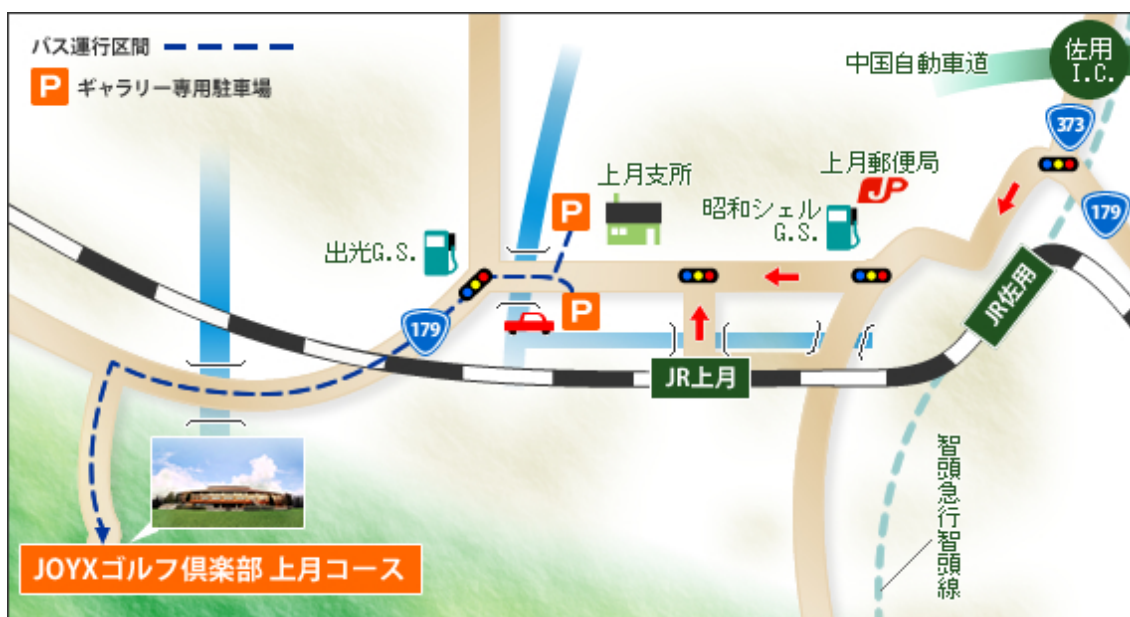 バス運行区間
P ギャラリー専用駐車場
中国自動車道
佐用
I.C.
373
179
上月郵便局
JP
上月支所
P
昭和シェル
G.S.
出光G.S.
P
179
JR佐用
JR上月
智頭急行智頭線
JOYXゴルフ倶楽部 上月コース